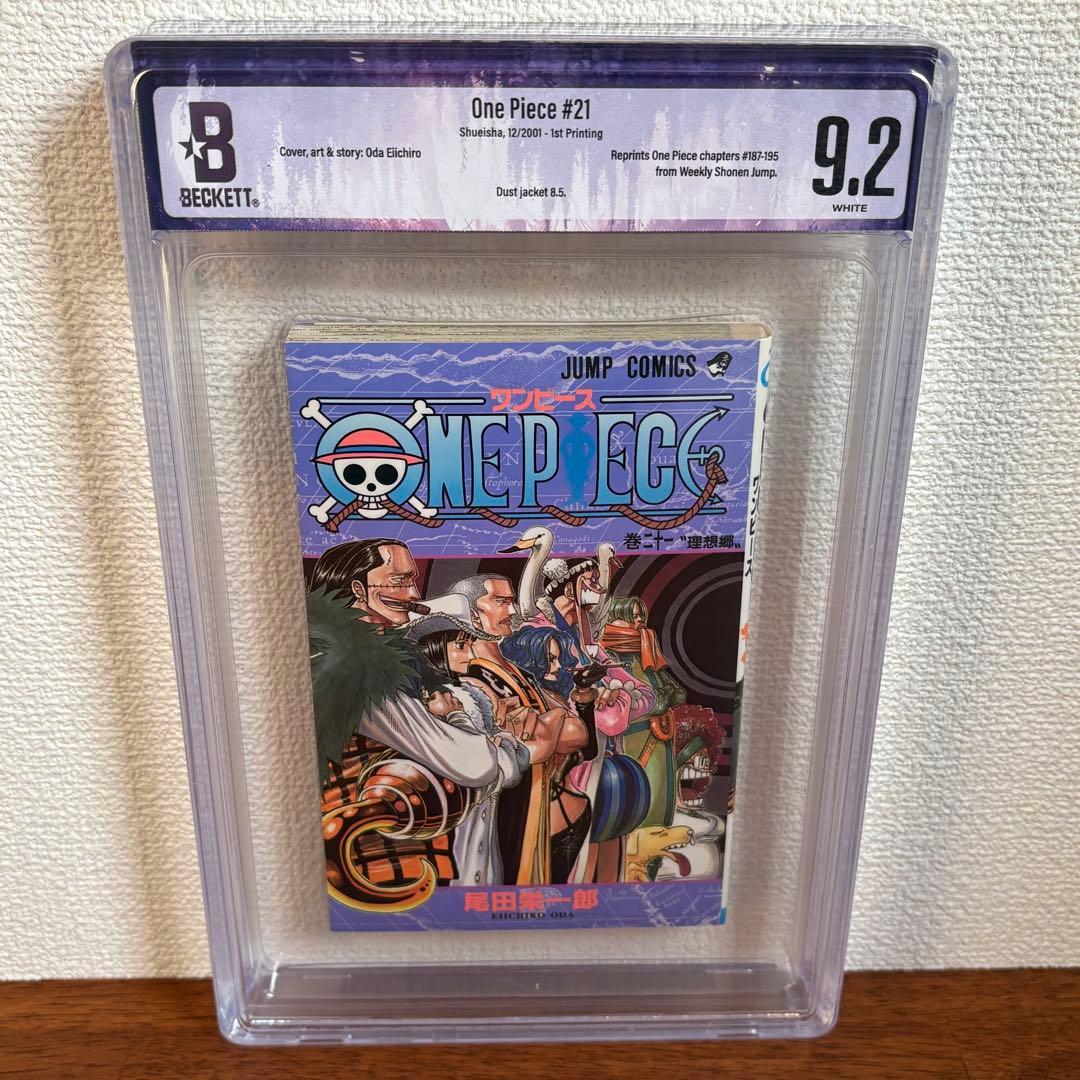 B
BECKETT®
One Piece #21
Shueisha, 12/2001 - 1st Printing
Cover, art & story: Oda Eiichiro
Reprints One Piece chapters #187-195
from Weekly Shonen Jump.
Dust jacket 8.5.
9.2
WHITE
JUMP COMICS
ワンピース
ONE PIECE
巻二十一 〝理想郷〟
尾田栄一郎
EIICHIRO ODA